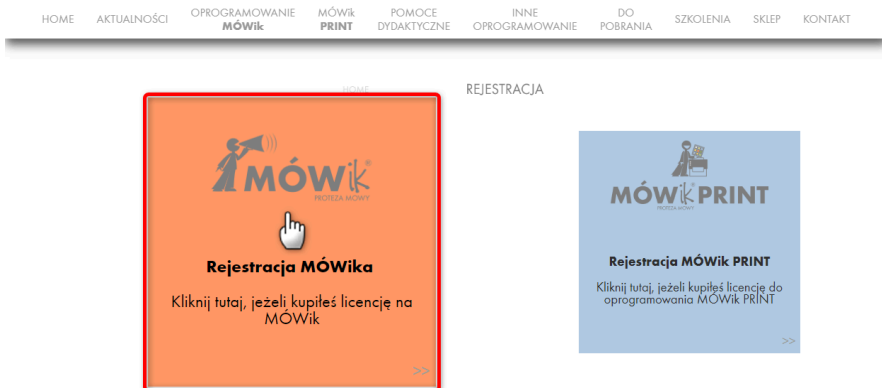 HOME
AKTUALNOŚCI
OPROGRAMOWANIE
MÓWik
MÓWik
PRINT
POMOCE
DYDAKTYCZNE
INNE
OPROGRAMOWANIE
DO
POBRANIA
SZKOLENIA
SKLEP
KONTAKT
HOME
REJESTRACJA
MÓWik®
PROTEZA MOWY
Rejestracja MÓWika
Kliknij tutaj, jeżeli kupiłeś licencję na
MÓWik
>>
MÓWik PRINT
PROTEZA MOWY
Rejestracja MÓWik PRINT
Kliknij tutaj, jeżeli kupiłeś licencję do
oprogramowania MÓWik PRINT
>>